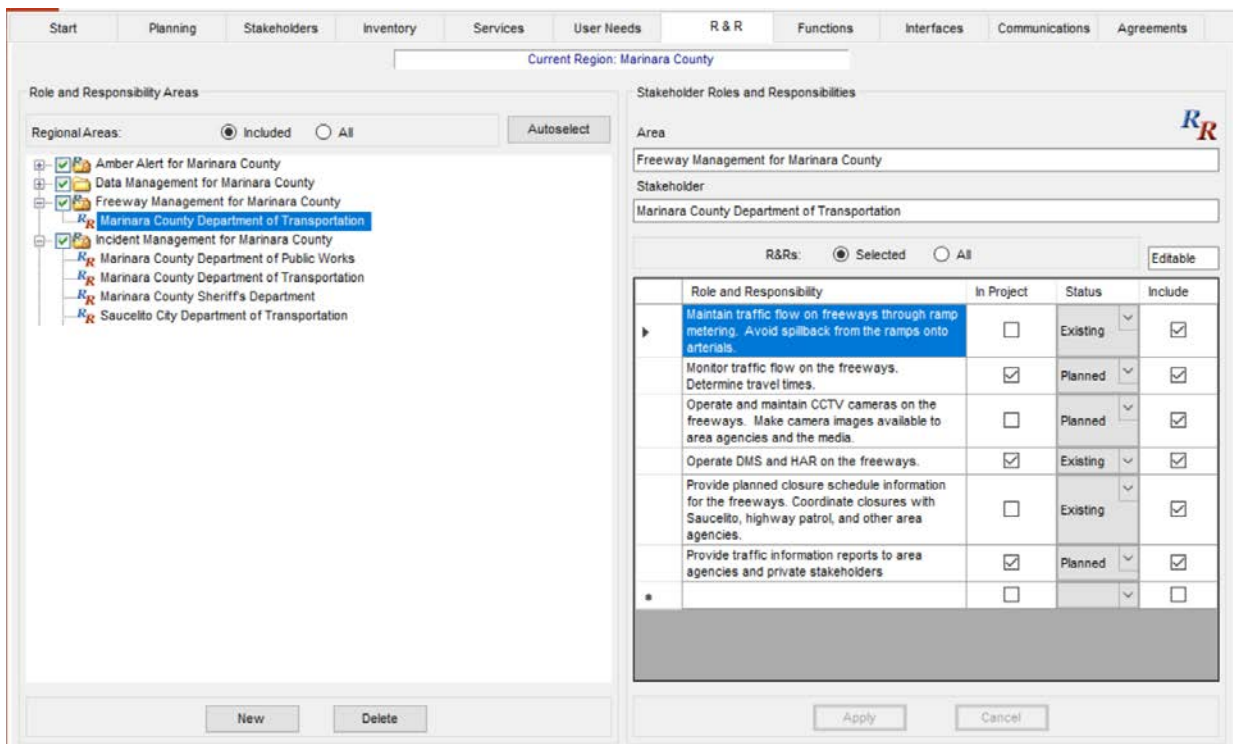 Start Planning Stakeholders Inventory Services User Needs R & R Functions Interfaces Communications Agreements
Current Region: Marinara County
Role and Responsibility Areas
Regional Areas: Included All Autoselect
Amber Alert for Marinara County
Data Management for Marinara County
Freeway Management for Marinara County
RR Marinara County Department of Transportation
Incident Management for Marinara County
RR Marinara County Department of Public Works
RR Marinara County Department of Transportation
RR Marinara County Sheriff's Department
RR Saucelito City Department of Transportation
New Delete
Stakeholder Roles and Responsibilities
RR
Area
Freeway Management for Marinara County
Stakeholder
Marinara County Department of Transportation
R&Rs: Selected All Editable
Role and Responsibility In Project Status Include
Maintain traffic flow on freeways through ramp
metering. Avoid spillback from the ramps onto
arterials.
Existing
Monitor traffic flow on the freeways.
Determine travel times.
Planned
Operate and maintain CCTV cameras on the
freeways. Make camera images available to
area agencies and the media.
Planned
Operate DMS and HAR on the freeways. Existing
Provide planned closure schedule information
for the freeways. Coordinate closures with
Saucelito, highway patrol, and other area
agencies.
Existing
Provide traffic information reports to area
agencies and private stakeholders
Planned
Apply Cancel